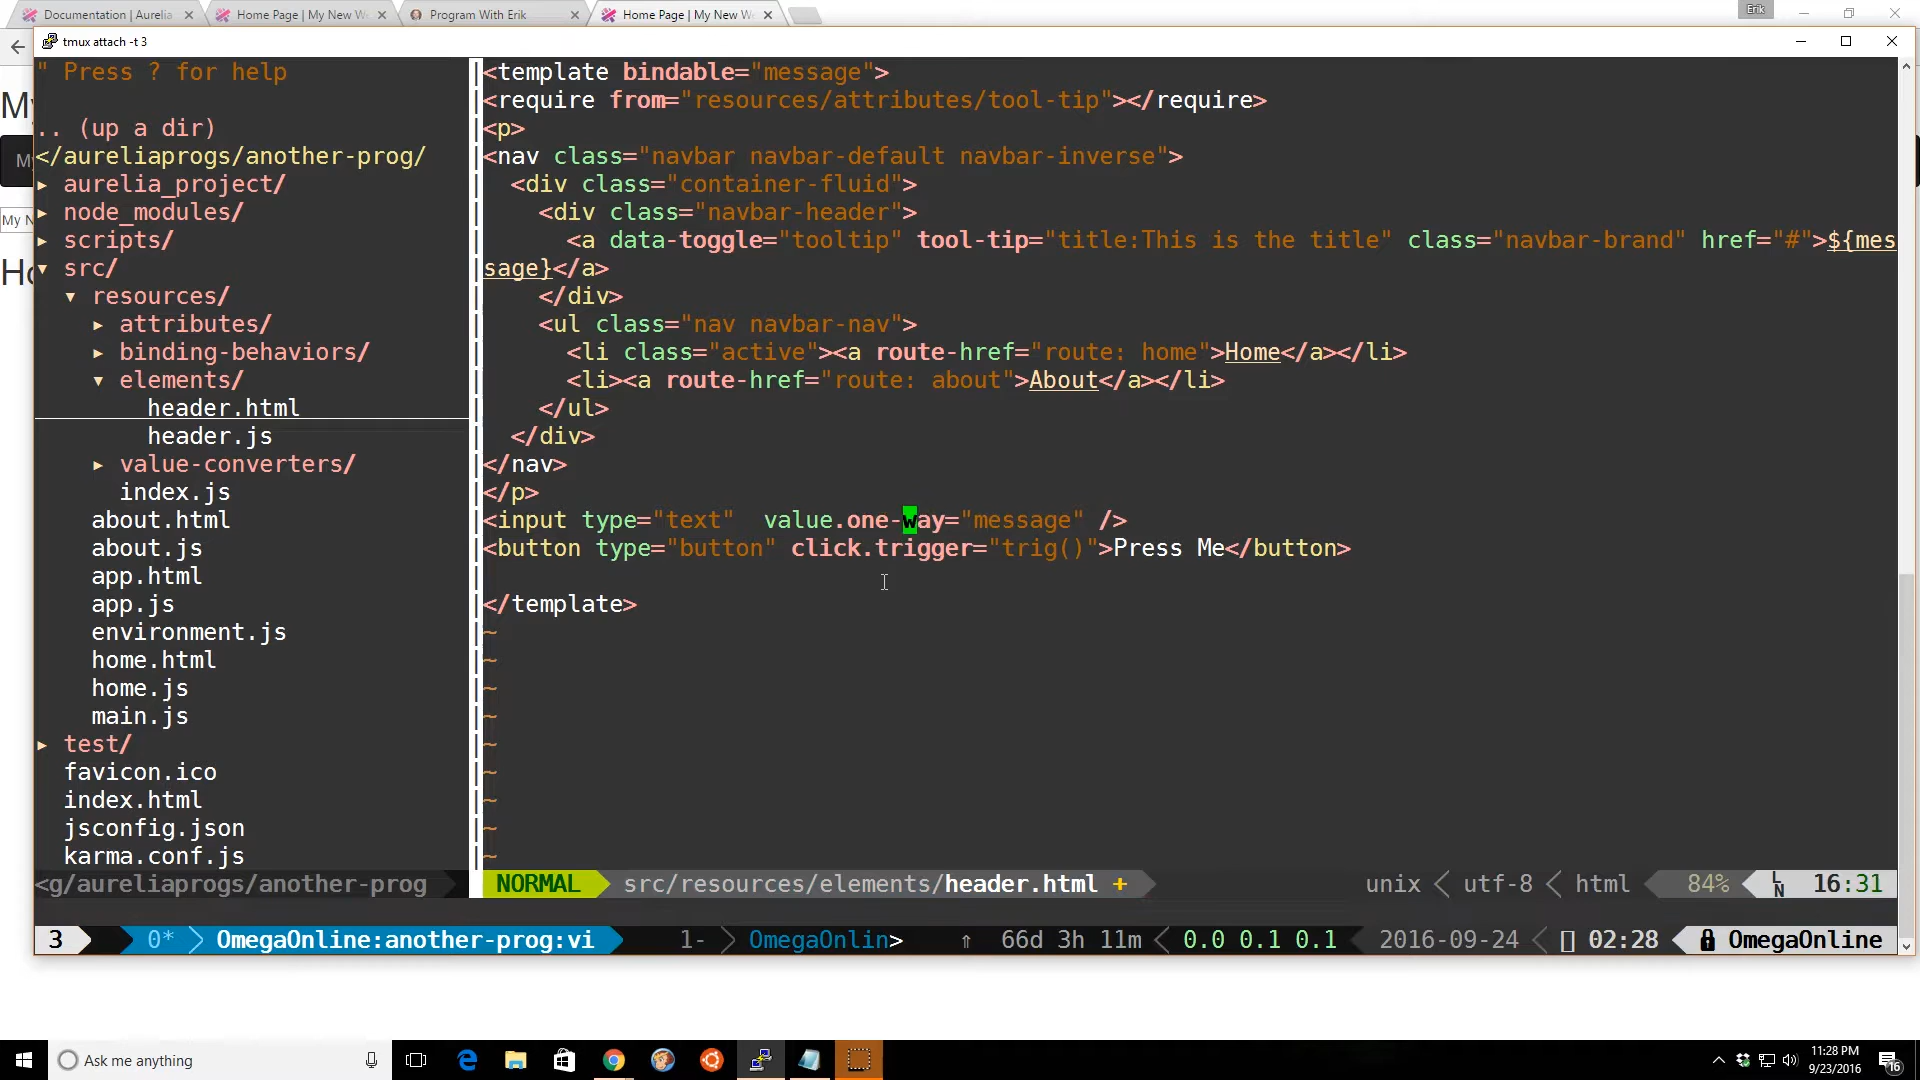 Documentation | Aurelia
Home Page | My New W
Program With Erik
Home Page | My New W
Erik
tmux attach -t 3
" Press ? for help
.. (up a dir)
</aureliaprogs/another-prog/
▸ aurelia_project/
▸ node_modules/
▸ scripts/
▾ src/
▾ resources/
▸ attributes/
▸ binding-behaviors/
▾ elements/
header.html
header.js
▸ value-converters/
index.js
about.html
about.js
app.html
app.js
environment.js
home.html
home.js
main.js
▸ test/
favicon.ico
index.html
jsconfig.json
karma.conf.js
<g/aureliaprogs/another-prog
<template bindable="message">
<require from="resources/attributes/tool-tip"></require>
<p>
<nav class="navbar navbar-default navbar-inverse">
<div class="container-fluid">
<div class="navbar-header">
<a data-toggle="tooltip" tool-tip="title:This is the title" class="navbar-brand" href="#">${mes
sage}</a>
</div>
<ul class="nav navbar-nav">
<li class="active"><a route-href="route: home">Home</a></li>
<li><a route-href="route: about">About</a></li>
</ul>
</div>
</nav>
</p>
<input type="text"  value.one-way="message" />
<button type="button" click.trigger="trig()">Press Me</button>
</template>
~
~
~
~
~
~
~
~
~
NORMAL src/resources/elements/header.html + unix < utf-8 < html 84% LN 16:31
3 0* OmegaOnline:another-prog:vi 1- OmegaOnlin> ⇑ 66d 3h 11m < 0.0 0.1 0.1 2016-09-24 < [] 02:28 OmegaOnline
My
My
My N
Ho
Ask me anything
11:28 PM
9/23/2016
16